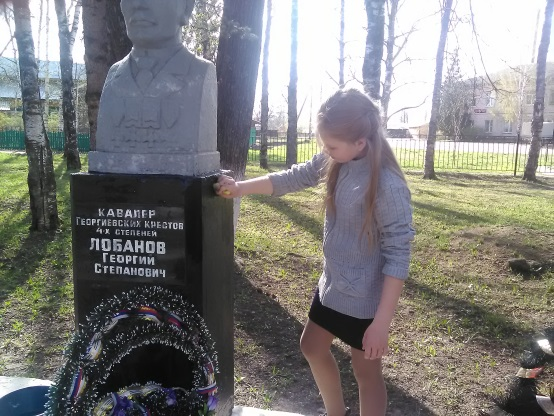 КАВАЛЕР
ГЕОРГИЕВСКИХ КРЕСТОВ
4-Х СТЕПЕНЕЙ
ЛОБАНОВ
ГЕОРГИЙ
СТЕПАНОВИЧ